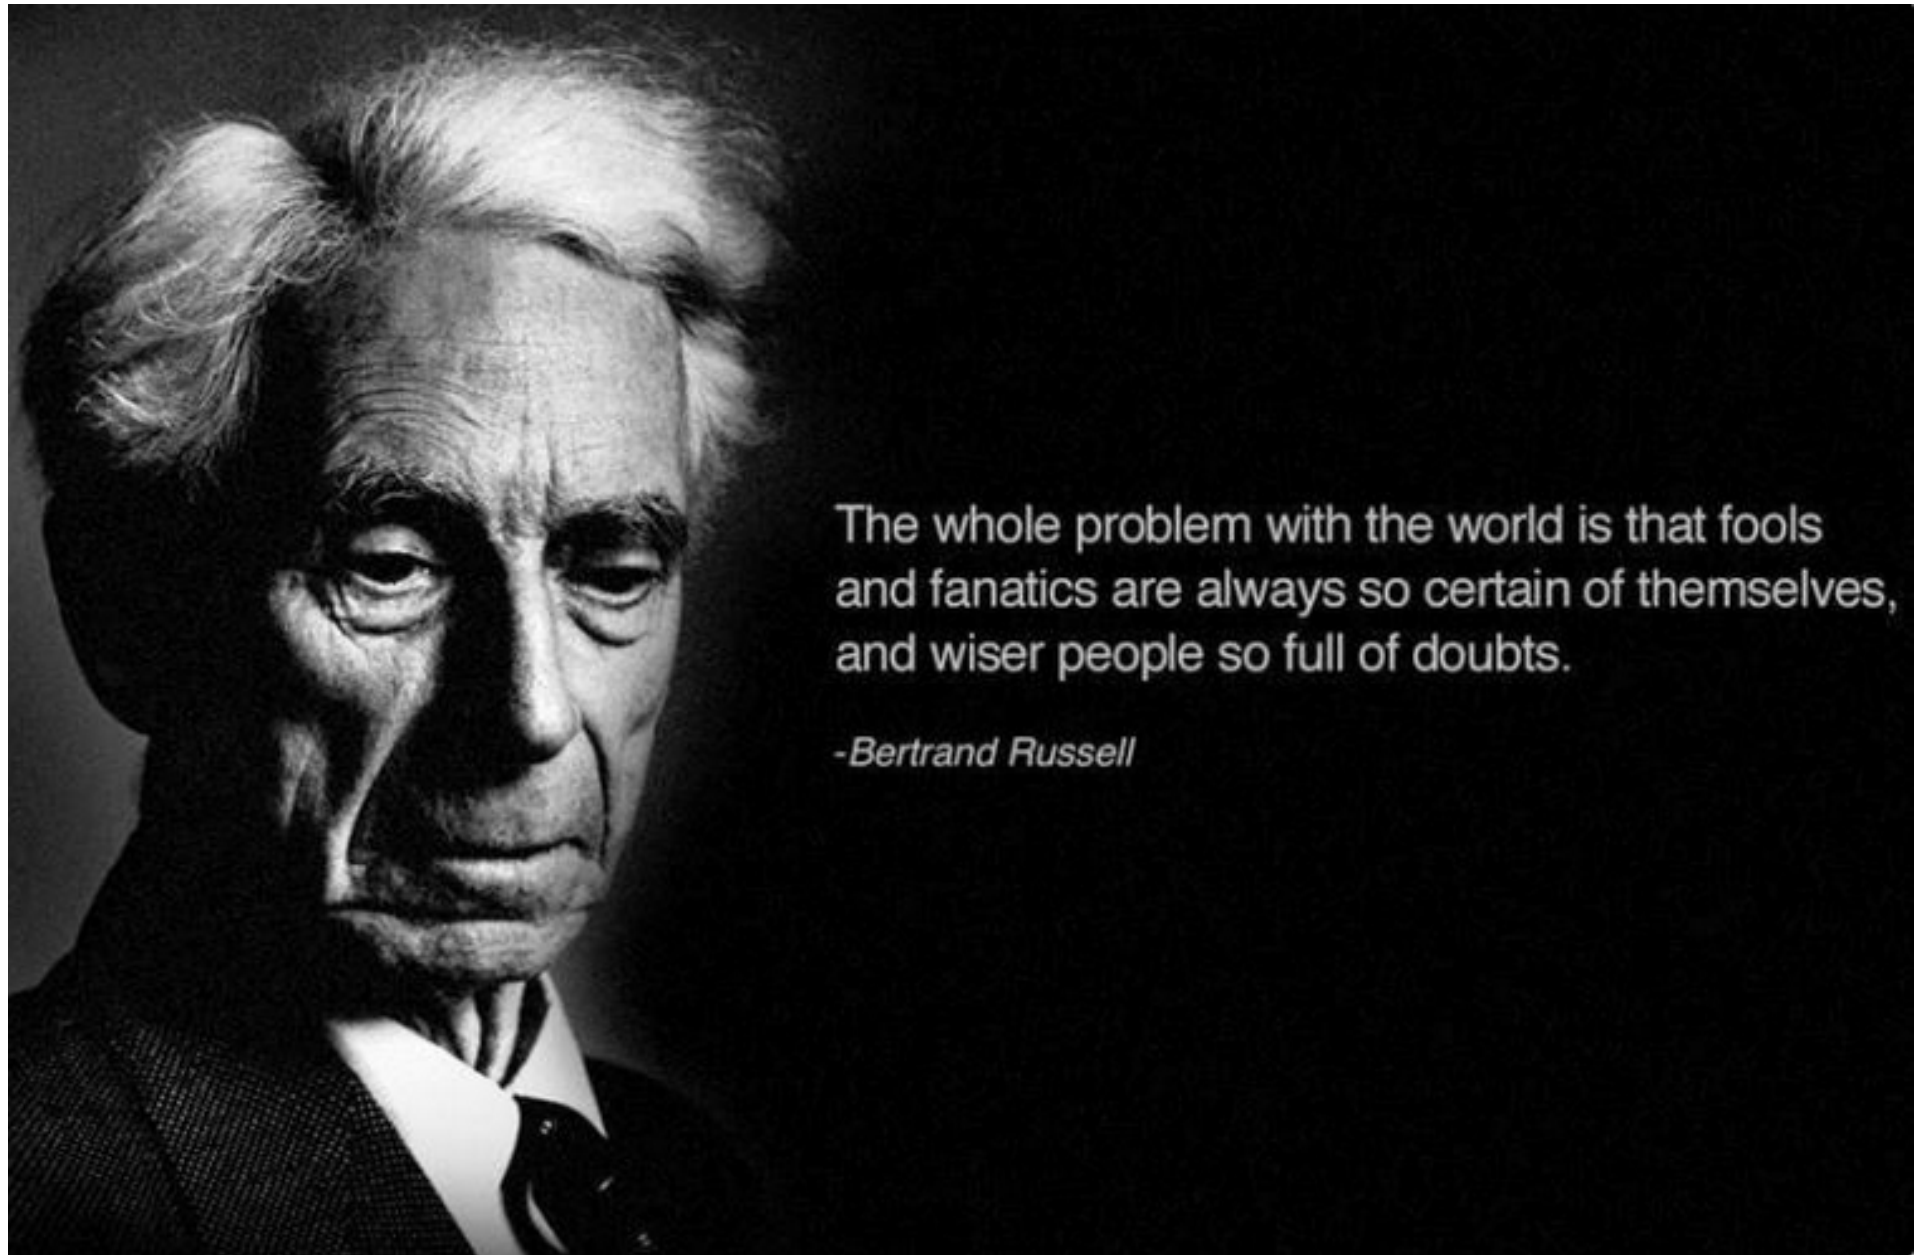 The whole problem with the world is that fools
and fanatics are always so certain of themselves,
and wiser people so full of doubts.
-Bertrand Russell